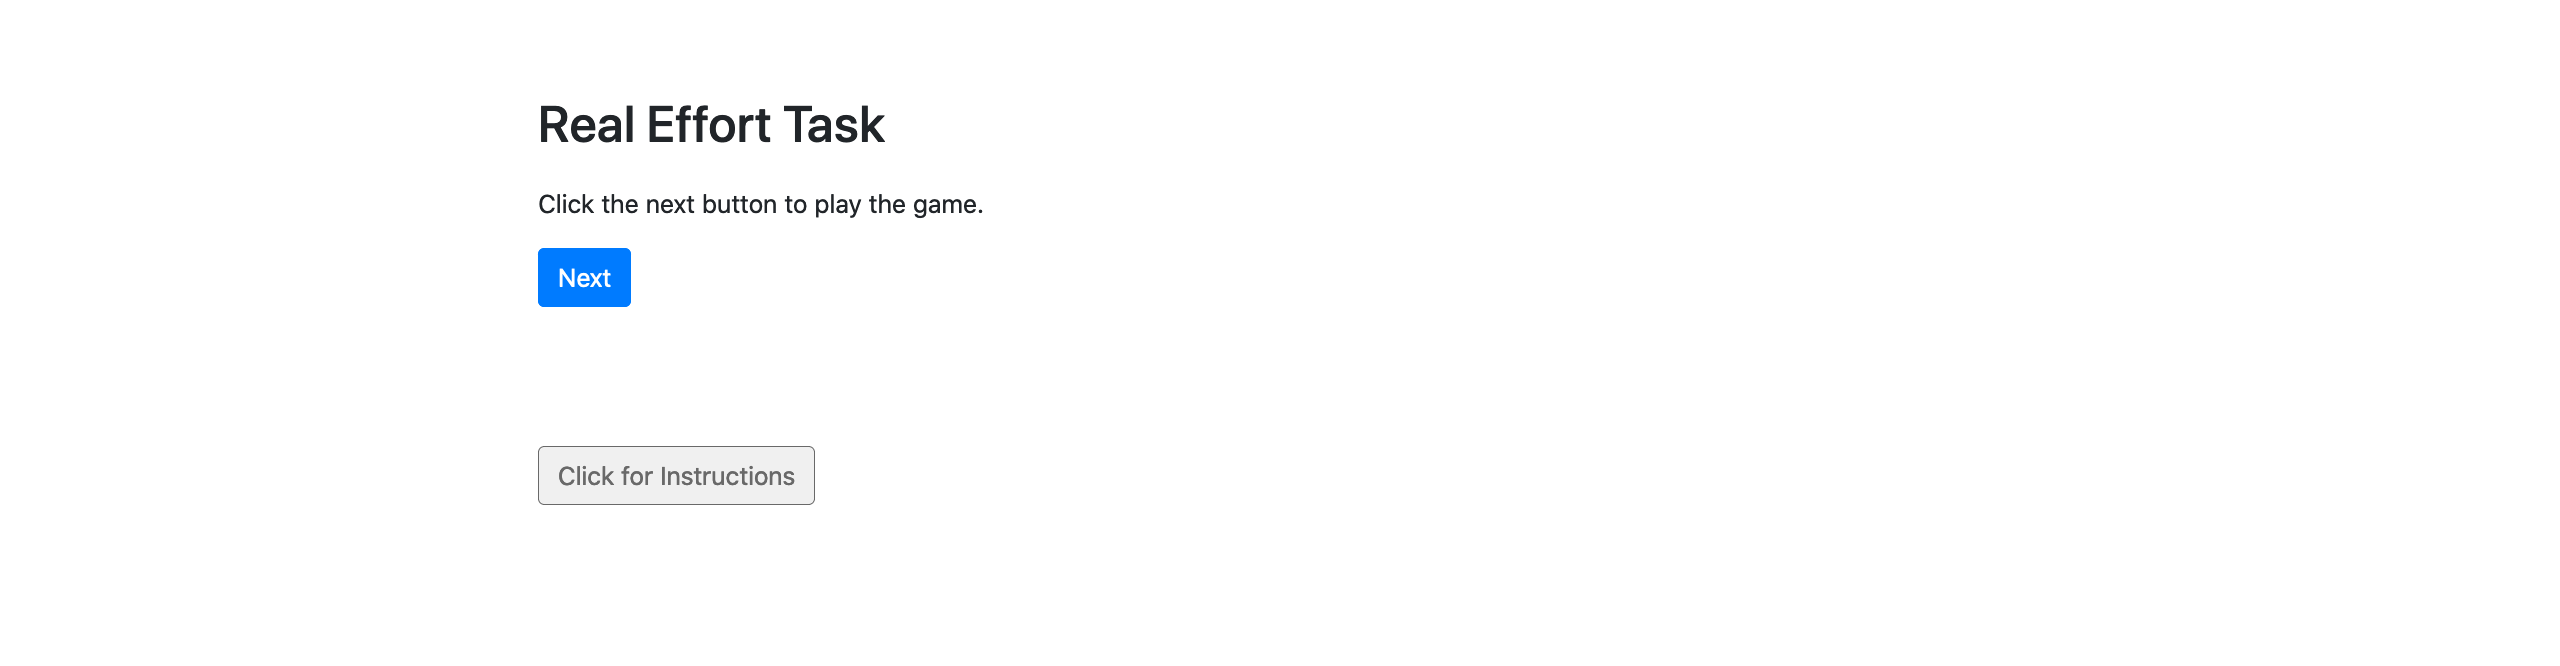 Real Effort Task
Click the next button to play the game.
Next
Click for Instructions